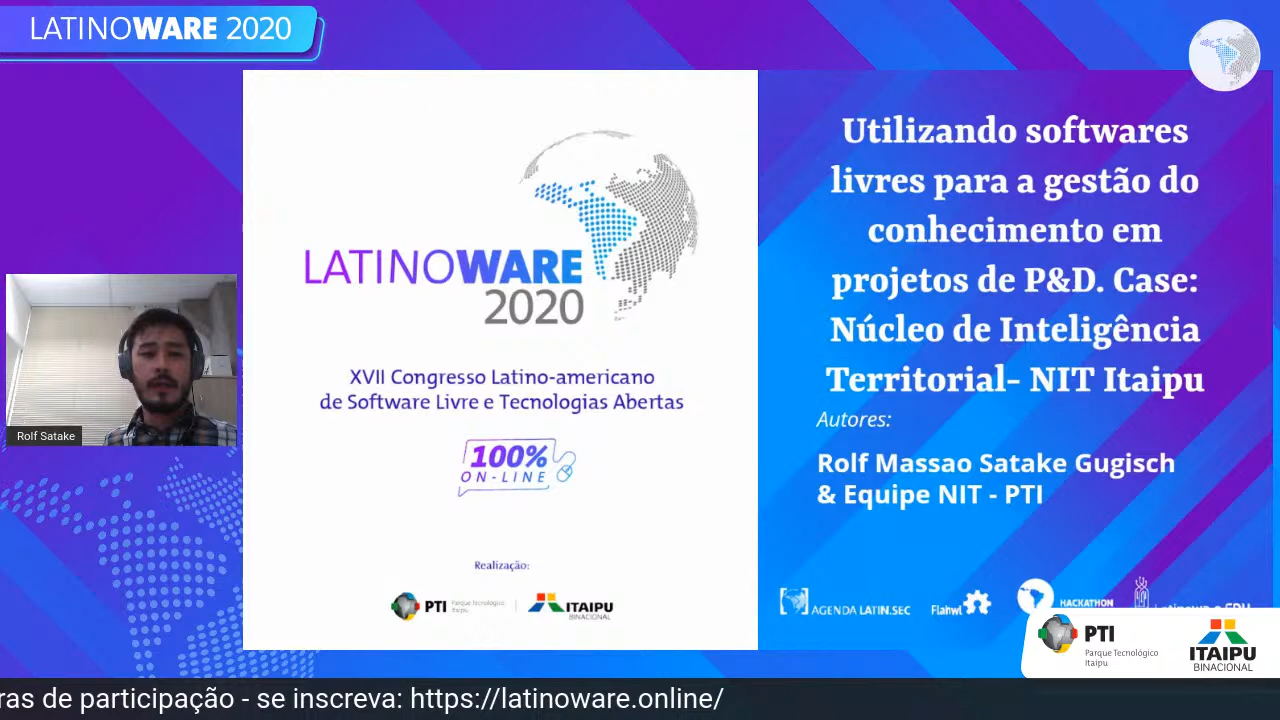 LATINOWARE 2020
LATINOWARE
2020
XVII Congresso Latino-americano
de Software Livre e Tecnologias Abertas
100%
ON-LINE
Realização:
PTI Parque Tecnológico
Itaipu
ITAIPU
BINACIONAL
Utilizando softwares
livres para a gestão do
conhecimento em
projetos de P&D. Case:
Núcleo de Inteligência
Territorial- NIT Itaipu
Autores:
Rolf Massao Satake Gugisch
& Equipe NIT - PTI
AGENDA LATIN.SEC
HACKATHON
PTI
Parque Tecnológico
Itaipu
ITAIPU
BINACIONAL
Rolf Satake
ras de participação - se inscreva: https://latinoware.online/